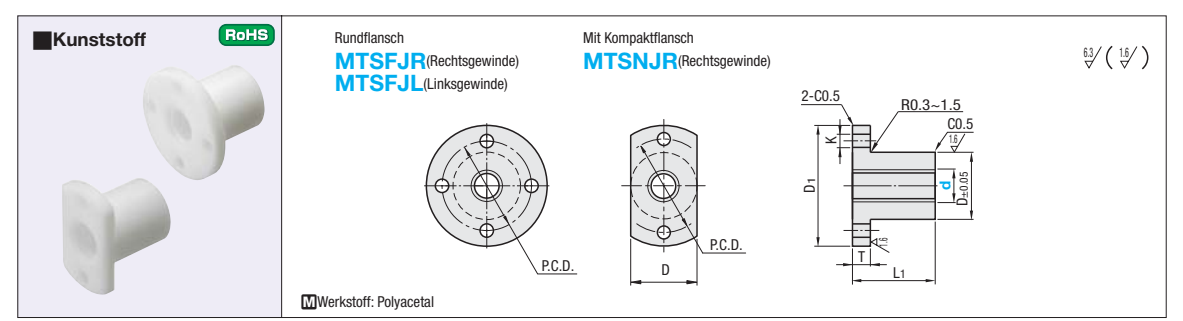 ■Kunststoff
RoHS
Rundflansch
MTSFJR(Rechtsgewinde)
MTSFJL(Linksgewinde)
Mit Kompaktflansch
MTSNJR(Rechtsgewinde)
6.3/ ( 1.6/ )
P.C.D.
P.C.D.
D
2-C0.5
R0.3~1.5
C0.5
1.6
K
D1
d
D±0.05
1.6
T
L1
MWerkstoff: Polyacetal